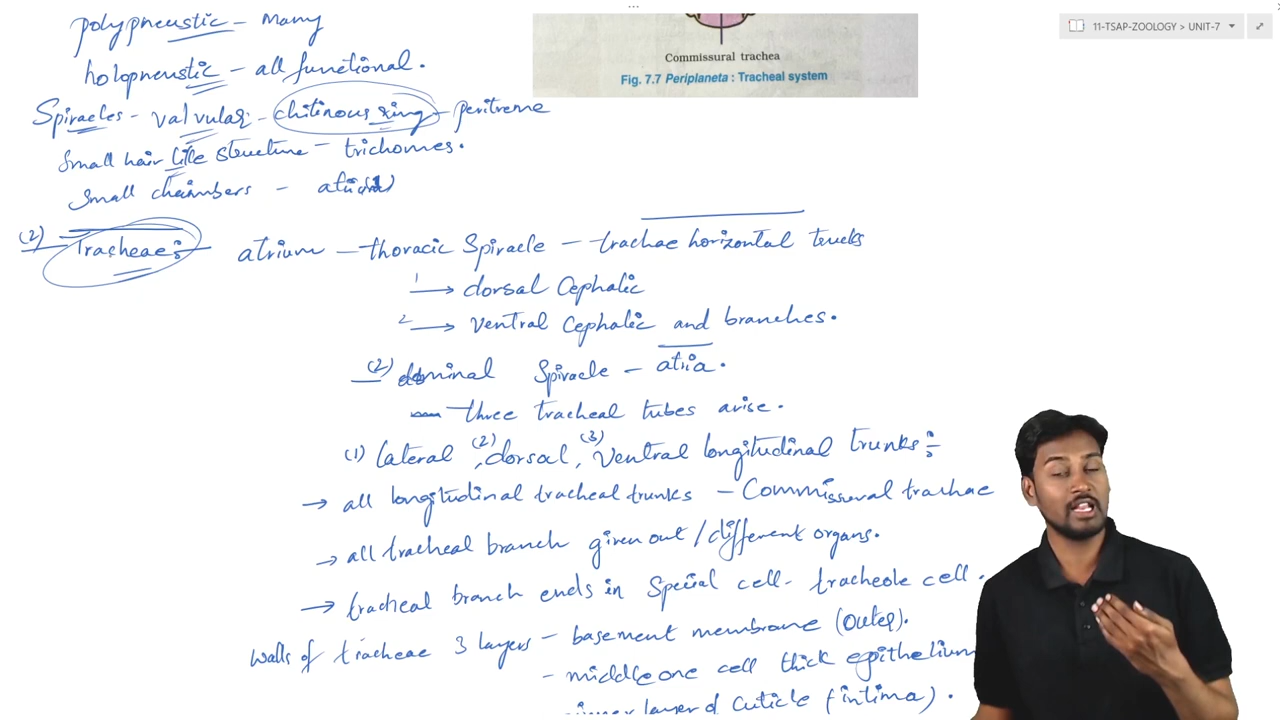 polypneustic - Many
holopneustic - all functional.
Spiracles - valvular - chitinous ring - peritreme
Small hair like structure - trichomes.
Small chambers -
(2) Tracheae: atrium - thoracic Spiracle - trachae horizontal
1 → dorsal Cephalic
2 → Ventral Cephalic and branches.
(2) Spiracle - atria.
three tracheal tubes arise.
(1) Lateral, (2) dorsal, (3) Ventral longitudinal trunks:
→ all longitudinal tracheal trunks - Commissural trachae
→ all tracheal branch given out / different organs.
→ tracheal branch ends in Special cell - tracheole cell.
Walls of tracheae 3 layers - basement membrane (outer).
- middle one cell thick epithelium
inner layer of cuticle (intima).
Commissural trachea
Fig. 7.7 Periplaneta : Tracheal system
11-TSAP-ZOOLOGY > UNIT-7